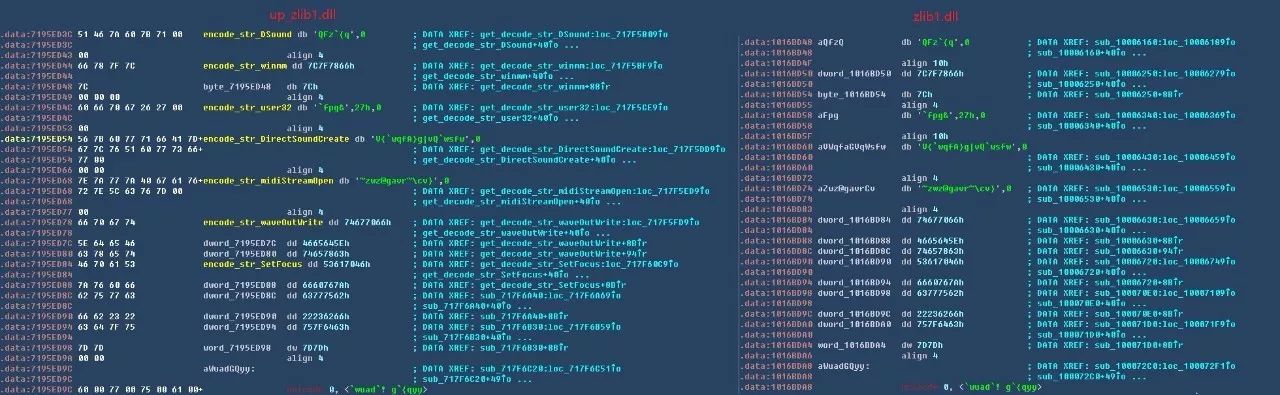 up_zlib1.dll
.data:7195ED3C 51 46 7A 60 7B 71 00 encode_str_DSound db 'QFz`{q',0 ; DATA XREF: get_decode_str_DSound:loc_717F5B09↑o
.data:7195ED3C ; get_decode_str_DSound+40↑o ...
.data:7195ED43 00 align 4
.data:7195ED44 66 78 7F 7C encode_str_winmm dd 7C7F7866h ; DATA XREF: get_decode_str_winmm:loc_717F5BF9↑o
.data:7195ED44 ; get_decode_str_winmm+40↑o ...
.data:7195ED48 7C byte_7195ED48 db 7Ch ; DATA XREF: get_decode_str_winmm+8B↑r
.data:7195ED49 00 00 00 align 4
.data:7195ED4C 60 66 70 67 26 27 00 encode_str_user32 db '`fpg&',27h,0 ; DATA XREF: get_decode_str_user32:loc_717F5CE9↑o
.data:7195ED4C ; get_decode_str_user32+40↑o ...
.data:7195ED53 00 align 4
.data:7195ED54 56 7B 60 77 71 66 41 7D+encode_str_DirectSoundCreate db 'V{`wqfA}g|vQ`wsfw',0
.data:7195ED54 67 7C 76 51 60 77 73 66+ ; DATA XREF: get_decode_str_DirectSoundCreate:loc_717F5DD9↑o
.data:7195ED54 77 00 ; get_decode_str_DirectSoundCreate+40↑o ...
.data:7195ED66 00 00 align 4
.data:7195ED68 7E 7A 77 7A 40 67 61 76+encode_str_midiStreamOpen db '~zwz@gavr~\cv}',0
.data:7195ED68 72 7E 5C 63 76 7D 00 ; DATA XREF: get_decode_str_midiStreamOpen:loc_717F5ED9↑o
.data:7195ED68 ; get_decode_str_midiStreamOpen+40↑o ...
.data:7195ED77 00 align 4
.data:7195ED78 66 70 67 74 encode_str_waveOutWrite dd 74677066h ; DATA XREF: get_decode_str_waveOutWrite:loc_717F5FD9↑o
.data:7195ED78 ; get_decode_str_waveOutWrite+40↑o ...
.data:7195ED7C 5E 64 65 46 dword_7195ED7C dd 4665645Eh ; DATA XREF: get_decode_str_waveOutWrite+8B↑r
.data:7195ED80 63 78 65 74 dword_7195ED80 dd 74657863h ; DATA XREF: get_decode_str_waveOutWrite+94↑r
.data:7195ED84 46 70 61 53 encode_str_SetFocus dd 53617046h ; DATA XREF: get_decode_str_SetFocus:loc_717F60C9↑o
.data:7195ED84 ; get_decode_str_SetFocus+40↑o ...
.data:7195ED88 7A 76 60 66 dword_7195ED88 dd 6660767Ah ; DATA XREF: get_decode_str_SetFocus+8B↑r
.data:7195ED8C 62 75 77 63 dword_7195ED8C dd 63777562h ; DATA XREF: sub_717F6A40:loc_717F6A69↑o
.data:7195ED8C ; sub_717F6A40+40↑o ...
.data:7195ED90 66 62 23 22 dword_7195ED90 dd 22236266h ; DATA XREF: sub_717F6A40+8B↑r
.data:7195ED94 63 64 7F 75 dword_7195ED94 dd 757F6463h ; DATA XREF: sub_717F6B30:loc_717F6B59↑o
.data:7195ED94 ; sub_717F6B30+40↑o ...
.data:7195ED98 7D 7D word_7195ED98 dw 7D7Dh ; DATA XREF: sub_717F6B30+8B↑r
.data:7195ED9A 00 00 align 4
.data:7195ED9C aWuadGQyy: ; DATA XREF: sub_717F6C20:loc_717F6C51↑o
.data:7195ED9C ; sub_717F6C20+49↑o ...
.data:7195ED9C 60 00 77 00 75 00 61 00+ unicode 0, <`wuad`! g`{qyy>
zlib1.dll
.data:1016BD48 aQFzQ db 'QFz`{q',0 ; DATA XREF: sub_10006160:loc_10006189↑o
.data:1016BD48 ; sub_10006160+40↑o ...
.data:1016BD4F align 10h
.data:1016BD50 dword_1016BD50 dd 7C7F7866h ; DATA XREF: sub_10006250:loc_10006279↑o
.data:1016BD50 ; sub_10006250+40↑o ...
.data:1016BD54 byte_1016BD54 db 7Ch ; DATA XREF: sub_10006250+8B↑r
.data:1016BD55 align 4
.data:1016BD58 aFpg db '`fpg&',27h,0 ; DATA XREF: sub_10006340:loc_10006369↑o
.data:1016BD58 ; sub_10006340+40↑o ...
.data:1016BD5F align 10h
.data:1016BD60 aVWqfaGVqWsfw db 'V{`wqfA}g|vQ`wsfw',0
.data:1016BD60 ; DATA XREF: sub_10006430:loc_10006459↑o
.data:1016BD60 ; sub_10006430+40↑o ...
.data:1016BD72 align 4
.data:1016BD74 aZwz@gavrCv db '~zwz@gavr~\cv}',0
.data:1016BD74 ; DATA XREF: sub_10006530:loc_10006559↑o
.data:1016BD74 ; sub_10006530+40↑o ...
.data:1016BD83 align 4
.data:1016BD84 dword_1016BD84 dd 74677066h ; DATA XREF: sub_10006630:loc_10006659↑o
.data:1016BD84 ; sub_10006630+40↑o ...
.data:1016BD88 dword_1016BD88 dd 4665645Eh ; DATA XREF: sub_10006630+8B↑r
.data:1016BD8C dword_1016BD8C dd 74657863h ; DATA XREF: sub_10006630+94↑r
.data:1016BD90 dword_1016BD90 dd 53617046h ; DATA XREF: sub_10006720:loc_10006749↑o
.data:1016BD90 ; sub_10006720+40↑o ...
.data:1016BD94 dword_1016BD94 dd 6660767Ah ; DATA XREF: sub_10006720+8B↑r
.data:1016BD98 dword_1016BD98 dd 63777562h ; DATA XREF: sub_100070E0:loc_10007109↑o
.data:1016BD98 ; sub_100070E0+40↑o ...
.data:1016BD9C dword_1016BD9C dd 22236266h ; DATA XREF: sub_100070E0+8B↑r
.data:1016BDA0 dword_1016BDA0 dd 757F6463h ; DATA XREF: sub_100071D0:loc_100071F9↑o
.data:1016BDA0 ; sub_100071D0+40↑o ...
.data:1016BDA4 word_1016BDA4 dw 7D7Dh ; DATA XREF: sub_100071D0+8B↑r
.data:1016BDA6 align 4
.data:1016BDA8 aWuadGQyy: ; DATA XREF: sub_100072C0:loc_100072F1↑o
.data:1016BDA8 ; sub_100072C0+49↑o ...
.data:1016BDA8 unicode 0, <`wuad`! g`{qyy>